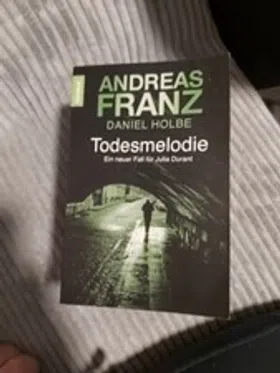 ANDREAS
FRANZ
DANIEL HOLBE
Todesmelodie
Ein neuer Fall für Julia Durant